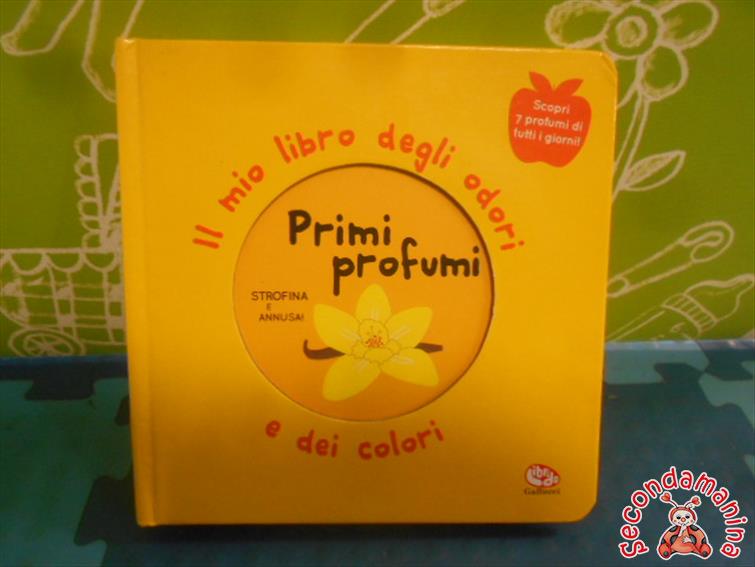 Scopri
7 profumi di
tutti i giorni!
Il mio libro degli odori
Primi
profumi
STROFINA
E
ANNUSA!
e dei colori
Librido
Gallucci
secondamanina